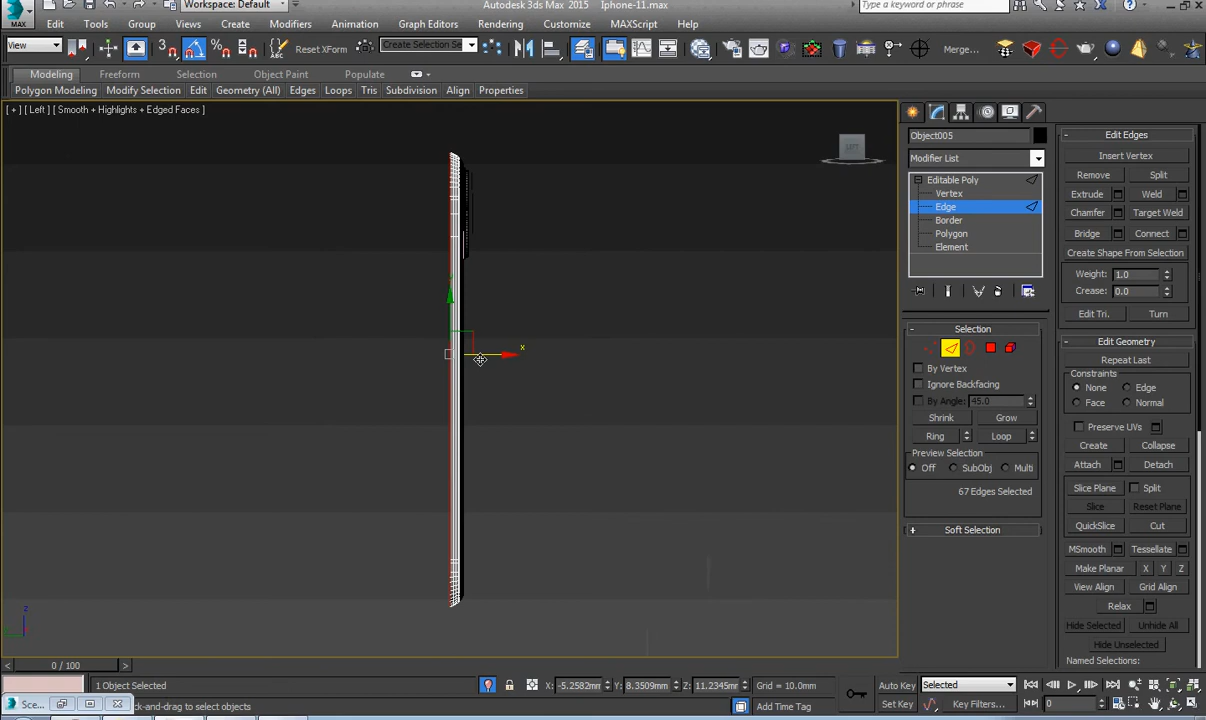 Workspace: Default
Autodesk 3ds Max 2015    Iphone-11.max
Type a keyword or phrase
MAX
Edit Tools Group Views Create Modifiers Animation Graph Editors Rendering Customize MAXScript Help
View
3
Reset XForm
Create Selection Se
Merge...
Modeling Freeform Selection Object Paint Populate
Polygon Modeling Modify Selection Edit Geometry (All) Edges Loops Tris Subdivision Align Properties
[ + ] [ Left ] [ Smooth + Highlights + Edged Faces ]
LEFT
x
z
Object005
Modifier List
Editable Poly
Vertex
Edge
Border
Polygon
Element
Selection
By Vertex
Ignore Backfacing
By Angle: 45.0
Shrink Grow
Ring Loop
Preview Selection
Off SubObj Multi
67 Edges Selected
Soft Selection
Edit Edges
Insert Vertex
Remove Split
Extrude Weld
Chamfer Target Weld
Bridge Connect
Create Shape From Selection
Weight: 1.0
Crease: 0.0
Edit Tri. Turn
Edit Geometry
Repeat Last
Constraints
None Edge
Face Normal
Preserve UVs
Create Collapse
Attach Detach
Slice Plane Split
Slice Reset Plane
QuickSlice Cut
MSmooth Tessellate
Make Planar X Y Z
View Align Grid Align
Relax
Hide Selected Unhide All
Hide Unselected
Named Selections:
0 / 100
1 Object Selected
X: -5.2582mm Y: 8.3509mm Z: 11.2345mm Grid = 10.0mm
Auto Key Selected
Sce...
ck-and-drag to select objects
Add Time Tag
Set Key Key Filters... 0